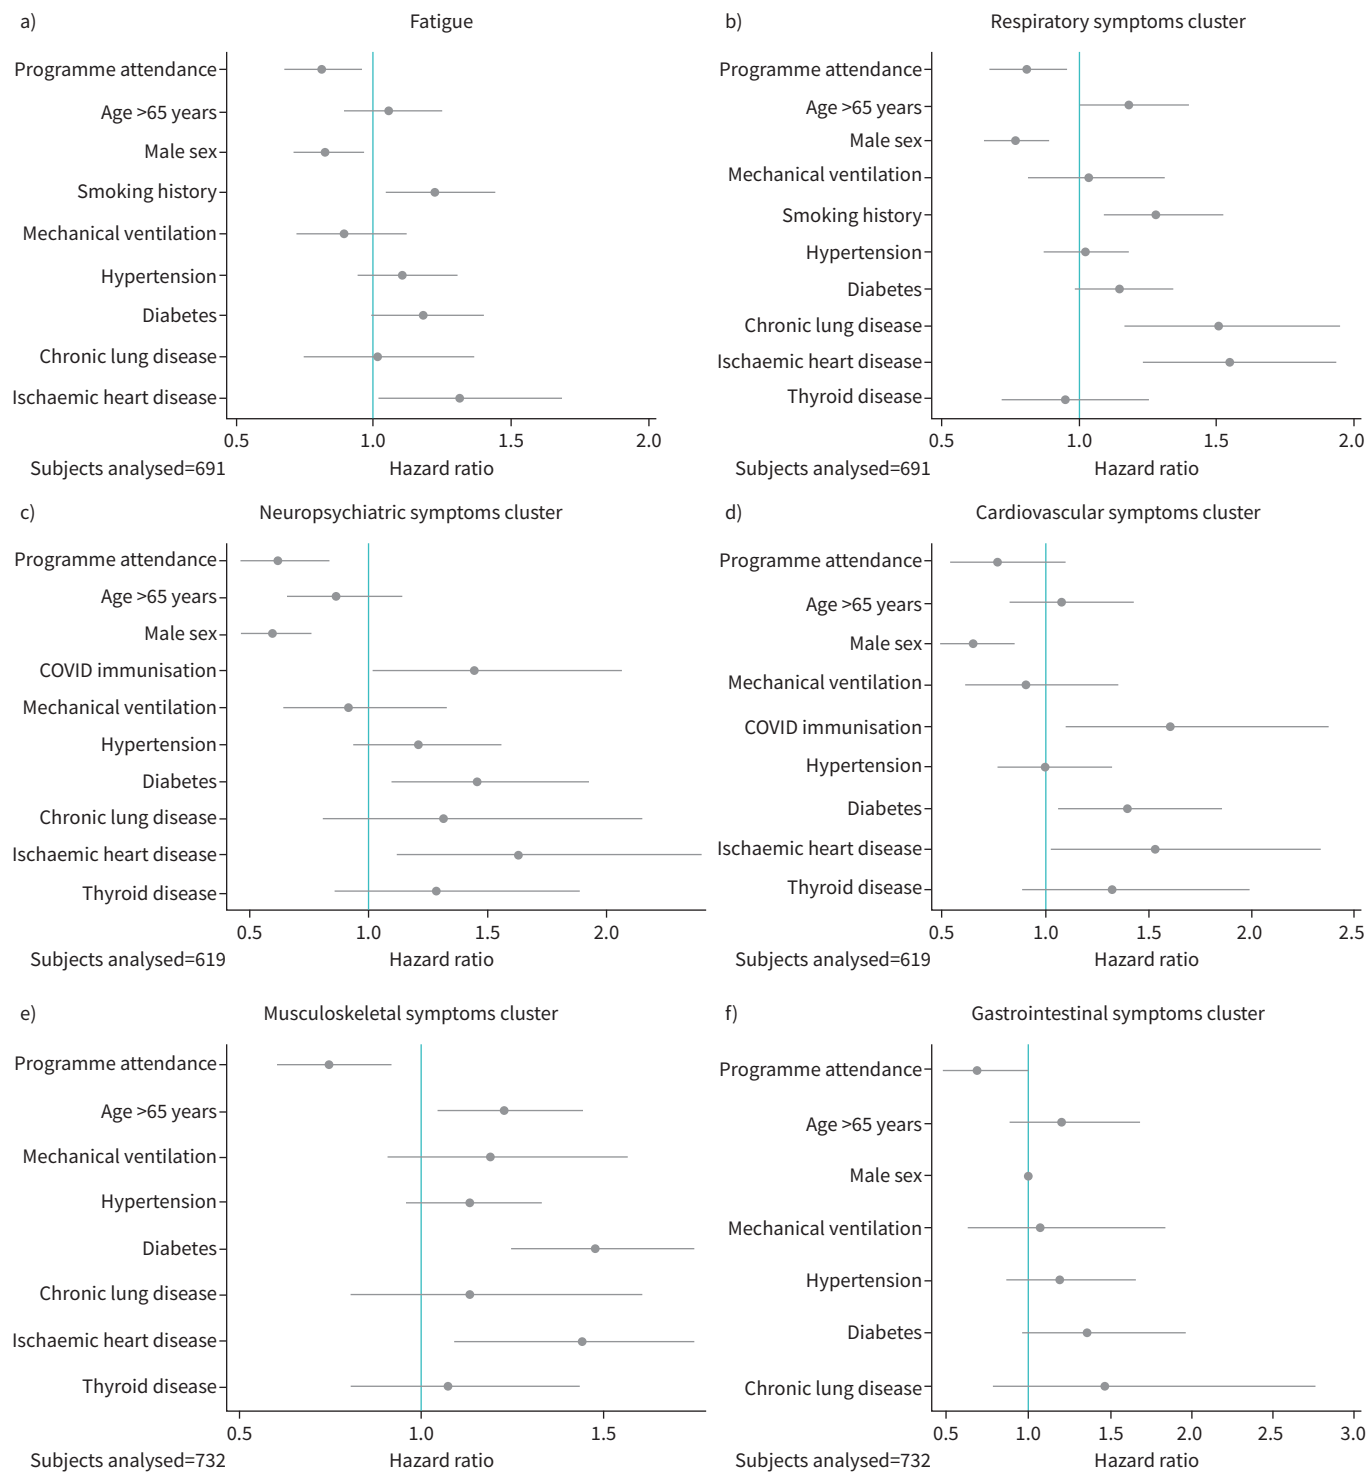 a)
Fatigue
Programme attendance
Age >65 years
Male sex
Smoking history
Mechanical ventilation
Hypertension
Diabetes
Chronic lung disease
Ischaemic heart disease
0.5 1.0 1.5 2.0
Subjects analysed=691
Hazard ratio
b)
Respiratory symptoms cluster
Programme attendance
Age >65 years
Male sex
Mechanical ventilation
Smoking history
Hypertension
Diabetes
Chronic lung disease
Ischaemic heart disease
Thyroid disease
0.5 1.0 1.5 2.0
Subjects analysed=691
Hazard ratio
c)
Neuropsychiatric symptoms cluster
Programme attendance
Age >65 years
Male sex
COVID immunisation
Mechanical ventilation
Hypertension
Diabetes
Chronic lung disease
Ischaemic heart disease
Thyroid disease
0.5 1.0 1.5 2.0
Subjects analysed=619
Hazard ratio
d)
Cardiovascular symptoms cluster
Programme attendance
Age >65 years
Male sex
Mechanical ventilation
COVID immunisation
Hypertension
Diabetes
Ischaemic heart disease
Thyroid disease
0.5 1.0 1.5 2.0 2.5
Subjects analysed=619
Hazard ratio
e)
Musculoskeletal symptoms cluster
Programme attendance
Age >65 years
Mechanical ventilation
Hypertension
Diabetes
Chronic lung disease
Ischaemic heart disease
Thyroid disease
0.5 1.0 1.5
Subjects analysed=732
Hazard ratio
f)
Gastrointestinal symptoms cluster
Programme attendance
Age >65 years
Male sex
Mechanical ventilation
Hypertension
Diabetes
Chronic lung disease
0.5 1.0 1.5 2.0 2.5 3.0
Subjects analysed=732
Hazard ratio